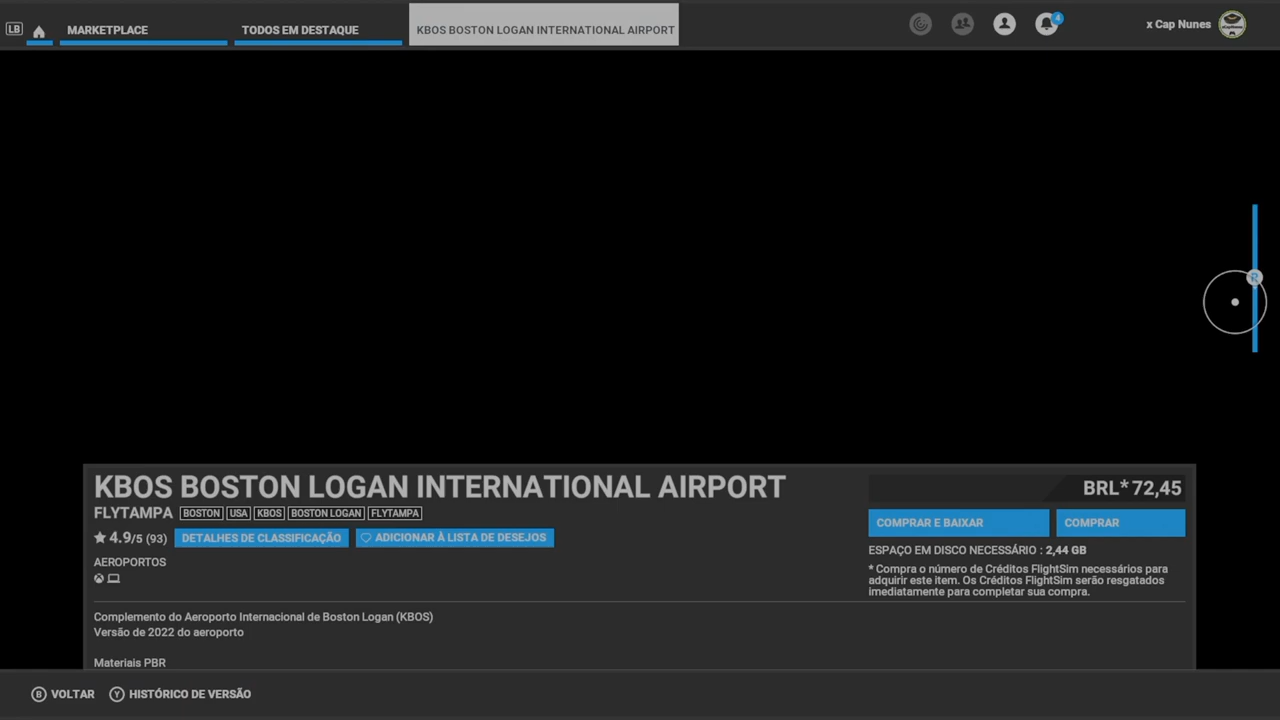 LB
MARKETPLACE
TODOS EM DESTAQUE
KBOS BOSTON LOGAN INTERNATIONAL AIRPORT
4
x Cap Nunes
R
KBOS BOSTON LOGAN INTERNATIONAL AIRPORT
FLYTAMPA BOSTON USA KBOS BOSTON LOGAN FLYTAMPA
4.9/5 (93) DETALHES DE CLASSIFICAÇÃO ADICIONAR À LISTA DE DESEJOS
AEROPORTOS
BRL* 72,45
COMPRAR E BAIXAR COMPRAR
ESPAÇO EM DISCO NECESSÁRIO : 2,44 GB
* Compra o número de Créditos FlightSim necessários para
adquirir este item. Os Créditos FlightSim serão resgatados
imediatamente para completar sua compra.
Complemento do Aeroporto Internacional de Boston Logan (KBOS)
Versão de 2022 do aeroporto
Materiais PBR
B VOLTAR Y HISTÓRICO DE VERSÃO